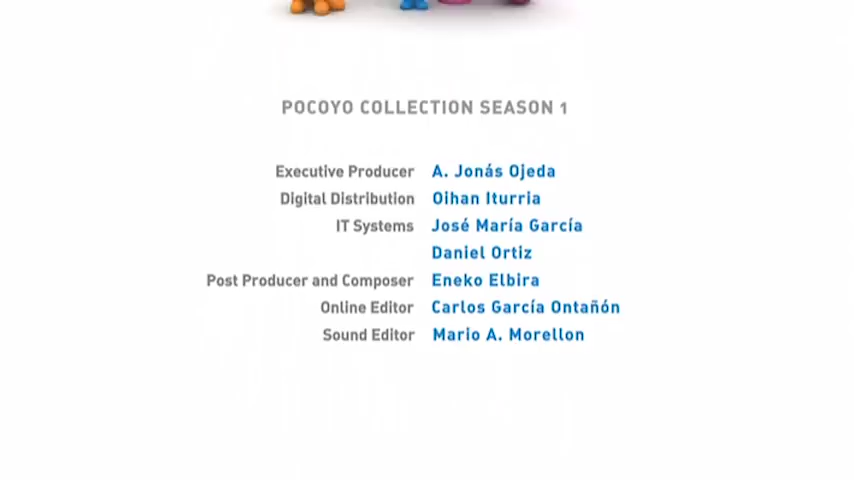 POCOYO COLLECTION SEASON 1
Executive Producer A. Jonás Ojeda
Digital Distribution Oihan Iturria
IT Systems José María García
Daniel Ortiz
Post Producer and Composer Eneko Elbira
Online Editor Carlos García Ontañón
Sound Editor Mario A. Morellon